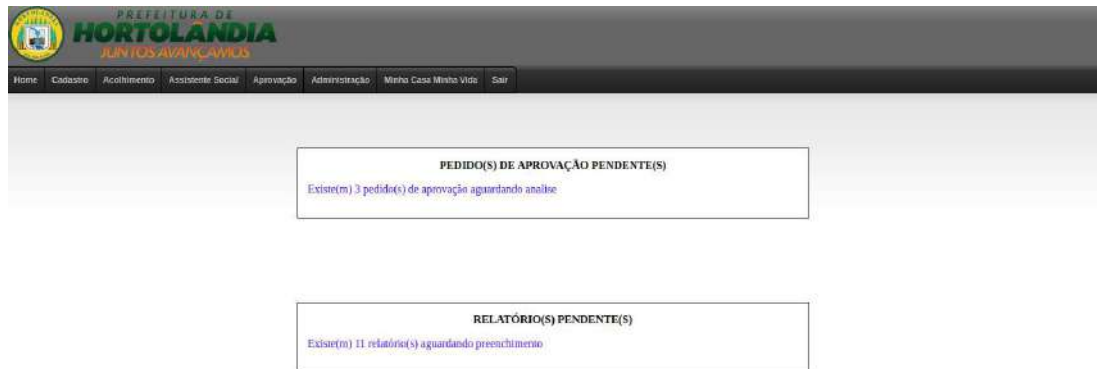 PREFEITURA DE
HORTOLÂNDIA
JUNTOS AVANÇAMOS
Home Cadastro Acolhimento Assistente Social Aprovação Administração Minha Casa Minha Vida Sair
PEDIDO(S) DE APROVAÇÃO PENDENTE(S)
Existe(m) 3 pedido(s) de aprovação aguardando analise
RELATÓRIO(S) PENDENTE(S)
Existe(m) 11 relatório(s) aguardando preenchimento